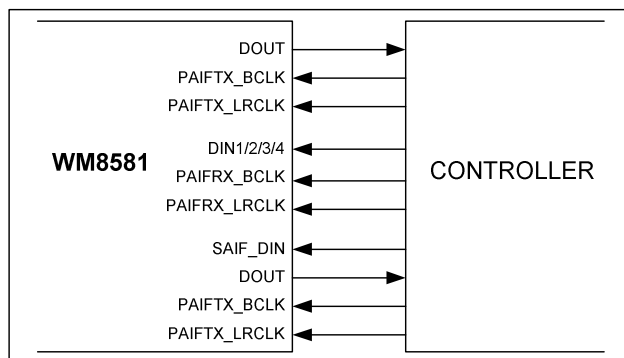 DOUT
PAIFTX_BCLK
PAIFTX_LRCLK
DIN1/2/3/4
WM8581
PAIFRX_BCLK
CONTROLLER
PAIFRX_LRCLK
SAIF_DIN
DOUT
PAIFTX_BCLK
PAIFTX_LRCLK